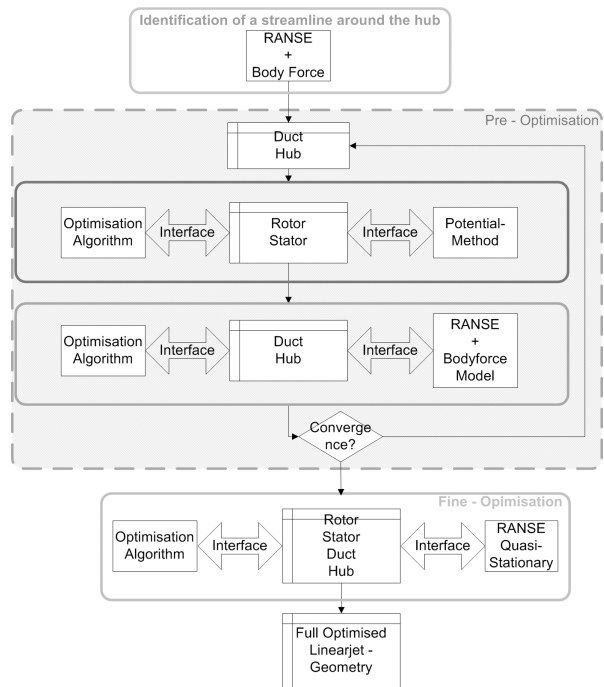 Identification of a streamline around the hub
RANSE
+
Body Force
Pre - Optimisation
Duct
Hub
Optimisation
Algorithm
Interface
Rotor
Stator
Interface
Potential-
Method
Optimisation
Algorithm
Interface
Duct
Hub
Interface
RANSE
+
Bodyforce
Model
Converge
nce?
Fine - Opimisation
Optimisation
Algorithm
Interface
Rotor
Stator
Duct
Hub
Interface
RANSE
Quasi-
Stationary
Full Optimised
Linearjet -
Geometry